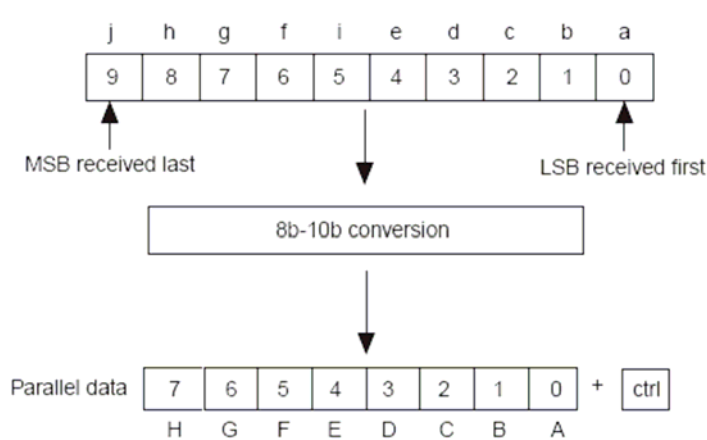 j h g f i e d c b a
9 8 7 6 5 4 3 2 1 0
MSB received last LSB received first
8b-10b conversion
Parallel data 7 6 5 4 3 2 1 0 + ctrl
H G F E D C B A